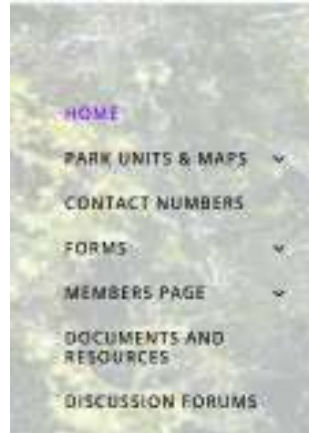 HOME
PARK UNITS & MAPS
CONTACT NUMBERS
FORMS
MEMBERS PAGE
DOCUMENTS AND
RESOURCES
DISCUSSION FORUMS